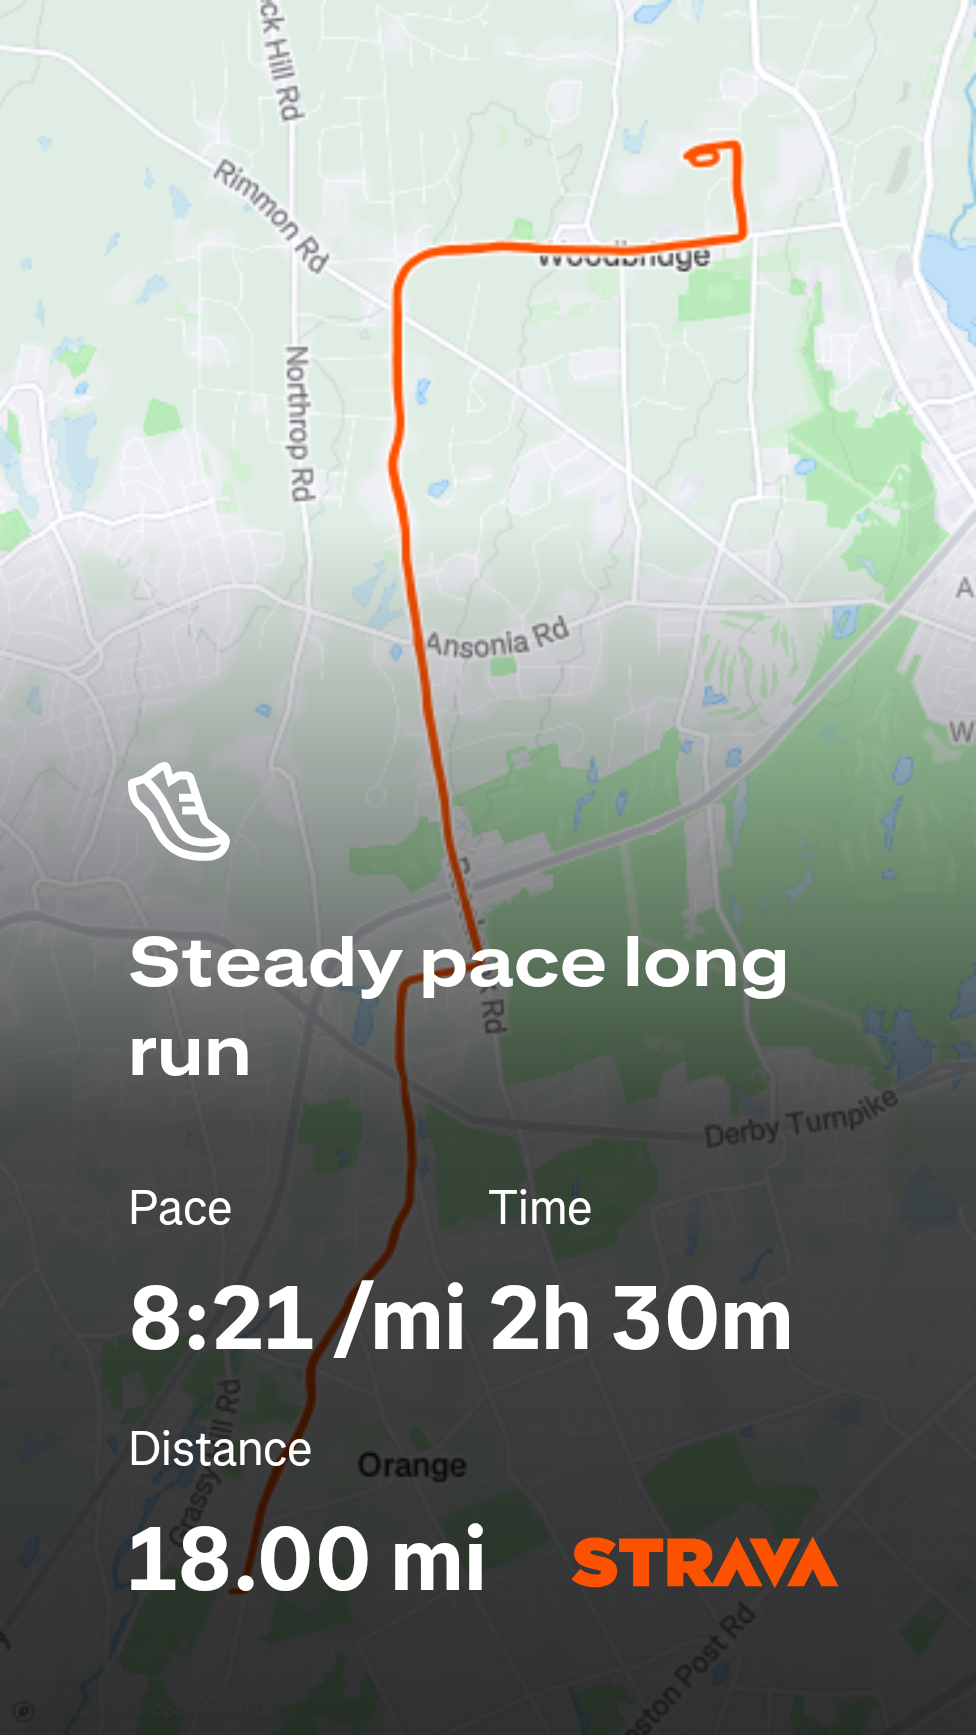 ck Hill Rd
Rimmon Rd
Woodbridge
Northrop Rd
A
Ansonia Rd
W
Steady pace long
run
Rd
Derby Turnpike
Pace Time
8:21 /mi 2h 30m
Grassy Hill Rd
Distance
Orange
18.00 mi STRAVA
ston Post Rd